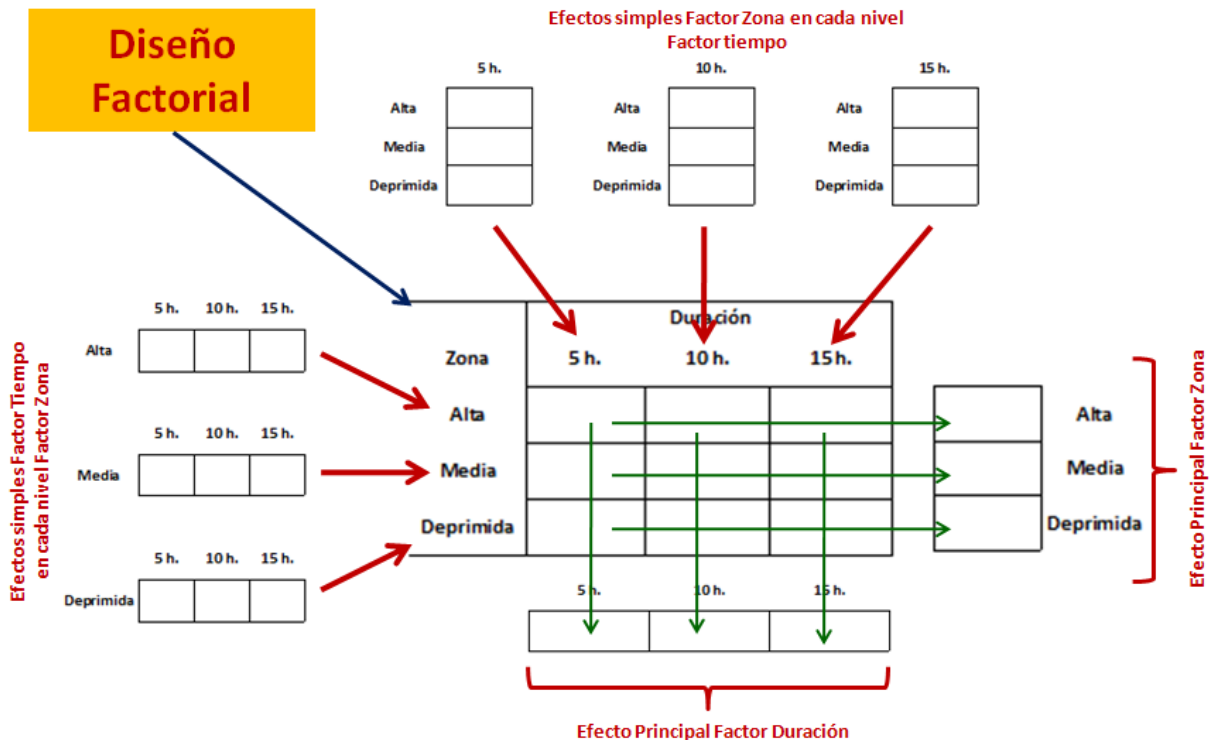 Diseño
Factorial
Efectos simples Factor Zona en cada nivel
Factor tiempo
5 h.
10 h.
15 h.
Alta
Alta
Alta
Media
Media
Media
Deprimida
Deprimida
Deprimida
Efectos simples Factor Tiempo
en cada nivel Factor Zona
5 h. 10 h. 15 h.
Alta
5 h. 10 h. 15 h.
Media
5 h. 10 h. 15 h.
Deprimida
Duración
Zona 5 h. 10 h. 15 h.
Alta
Media
Deprimida
Alta
Media
Deprimida
Efecto Principal Factor Zona
5 h. 10 h. 15 h.
Efecto Principal Factor Duración